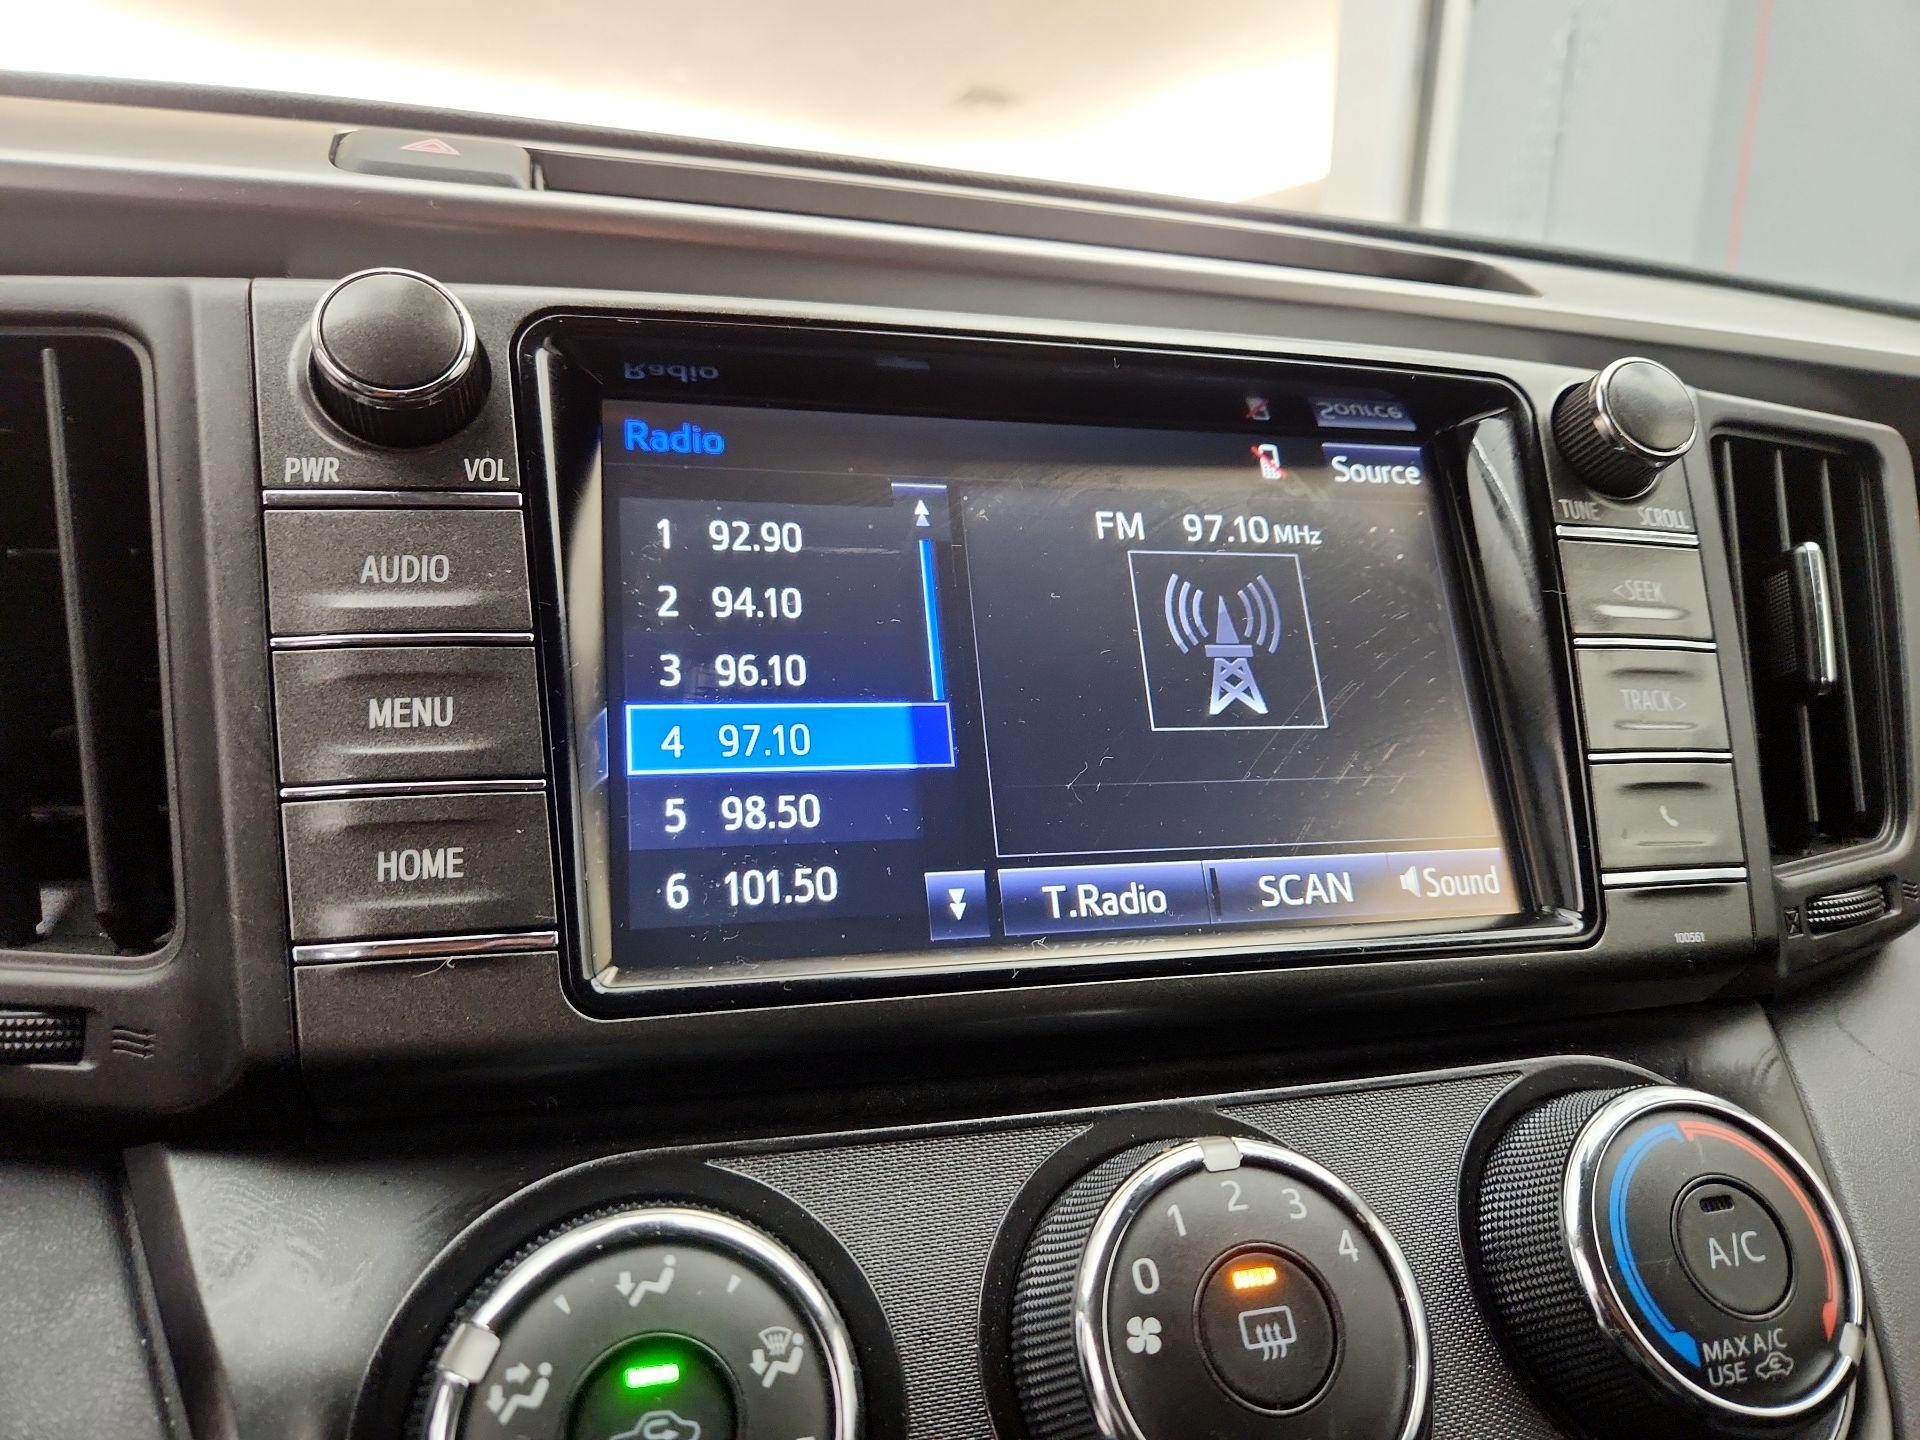 PWR VOL
AUDIO
MENU
HOME
Radio
Source
1 92.90
2 94.10
3 96.10
4 97.10
5 98.50
6 101.50
FM 97.10 MHz
T.Radio
SCAN
Sound
TUNE SCROLL
<SEEK
TRACK>
100561
0 1 2 3 4
A/C
MAX A/C
USE